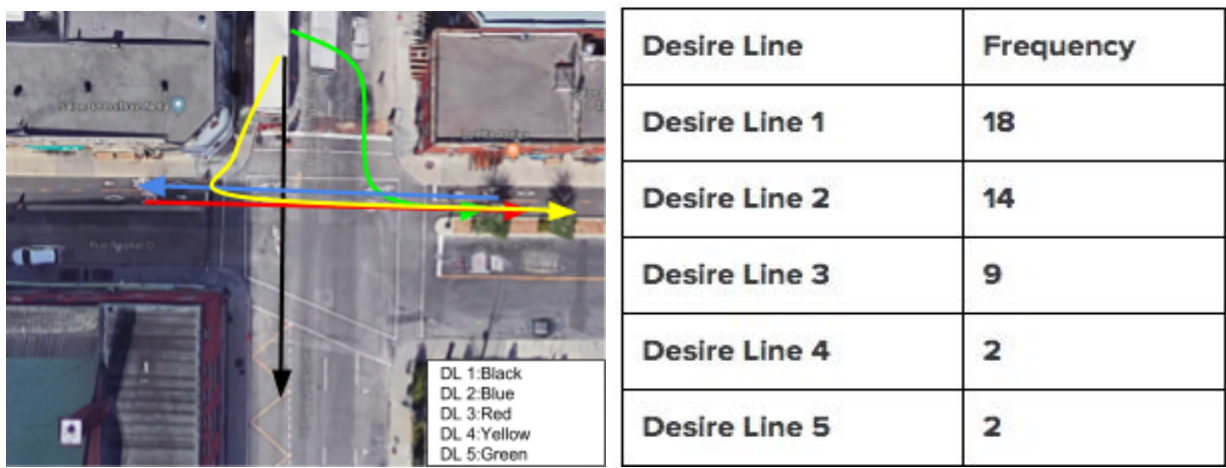 DL 1:Black
DL 2:Blue
DL 3:Red
DL 4:Yellow
DL 5:Green
Desire Line Frequency
Desire Line 1 18
Desire Line 2 14
Desire Line 3 9
Desire Line 4 2
Desire Line 5 2